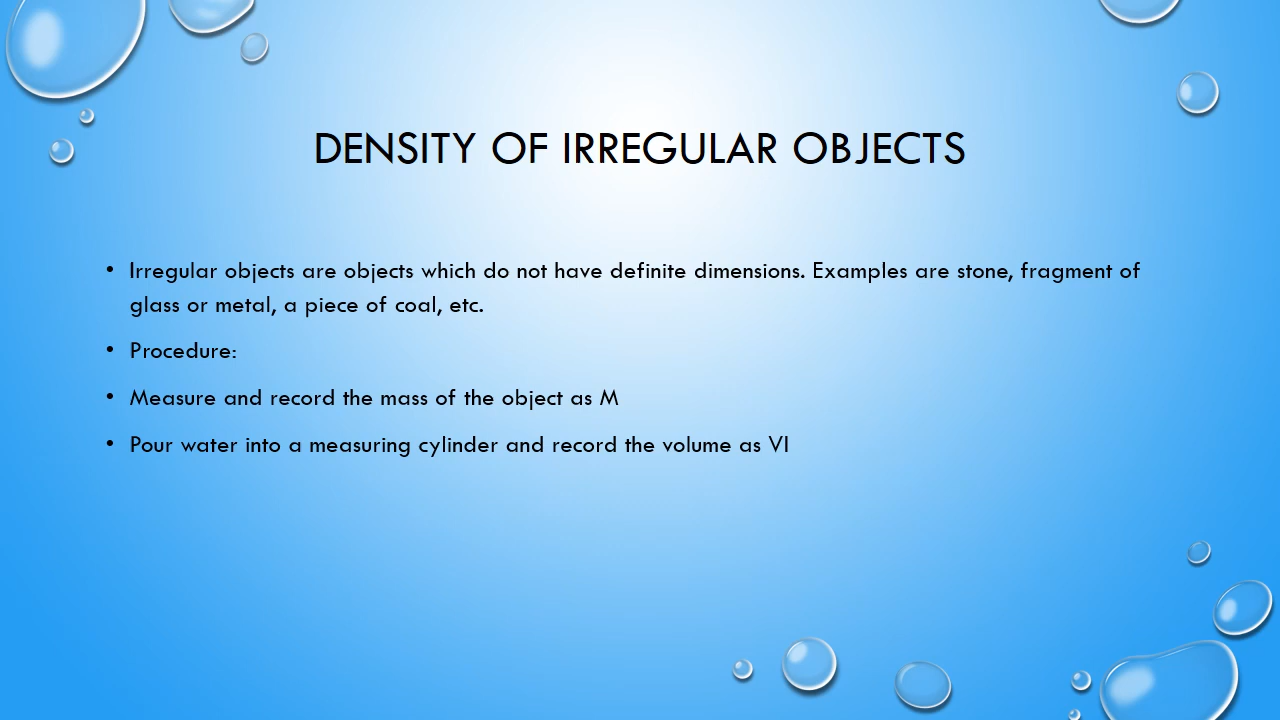 DENSITY OF IRREGULAR OBJECTS
• Irregular objects are objects which do not have definite dimensions. Examples are stone, fragment of
glass or metal, a piece of coal, etc.
• Procedure:
• Measure and record the mass of the object as M
• Pour water into a measuring cylinder and record the volume as VI